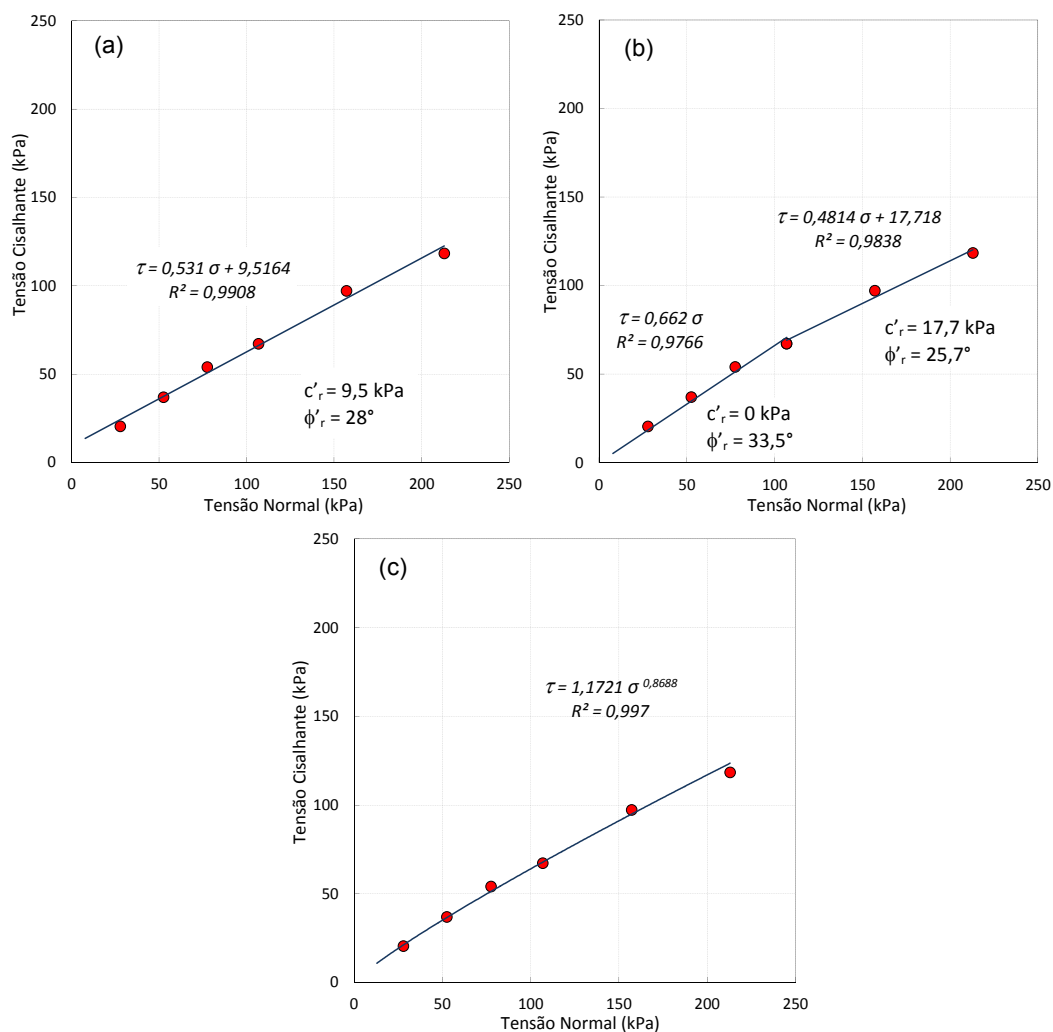 (a)
250
200
150
100
50
0
Tensão Cisalhante (kPa)
τ = 0,531 σ + 9,5164
R² = 0,9908
c’r = 9,5 kPa
ϕ’r = 28°
0 50 100 150 200 250
Tensão Normal (kPa)
(b)
250
200
150
100
50
0
Tensão Cisalhante (kPa)
τ = 0,4814 σ + 17,718
R² = 0,9838
τ = 0,662 σ
R² = 0,9766
c’r = 17,7 kPa
ϕ’r = 25,7°
c’r = 0 kPa
ϕ’r = 33,5°
0 50 100 150 200 250
Tensão Normal (kPa)
(c)
250
200
150
100
50
0
Tensão Cisalhante (kPa)
τ = 1,1721 σ 0,8688
R² = 0,997
0 50 100 150 200 250
Tensão Normal (kPa)